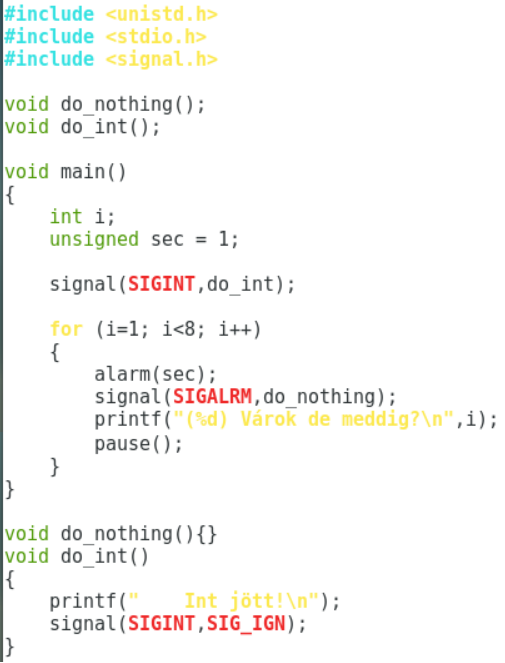 #include <unistd.h>
#include <stdio.h>
#include <signal.h>

void do_nothing();
void do_int();

void main()
{
    int i;
    unsigned sec = 1;

    signal(SIGINT,do_int);

    for (i=1; i<8; i++)
    {
        alarm(sec);
        signal(SIGALRM,do_nothing);
        printf("(%d) Várok de meddig?\n",i);
        pause();
    }
}

void do_nothing(){}
void do_int()
{
    printf("    Int jött!\n");
    signal(SIGINT,SIG_IGN);
}